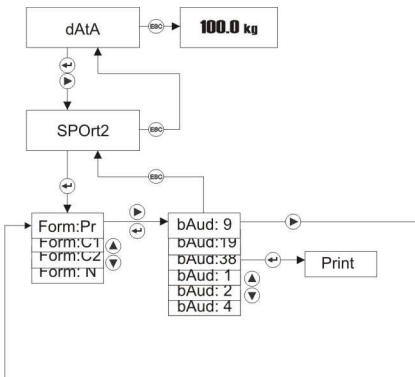 dAtA
ESC
100.0 kg
ESC
SPOrt2
ESC
Form:Pr
Form:C1
Form:C2
Form: N
bAud: 9
bAud:19
bAud:38
bAud: 1
bAud: 2
bAud: 4
Print